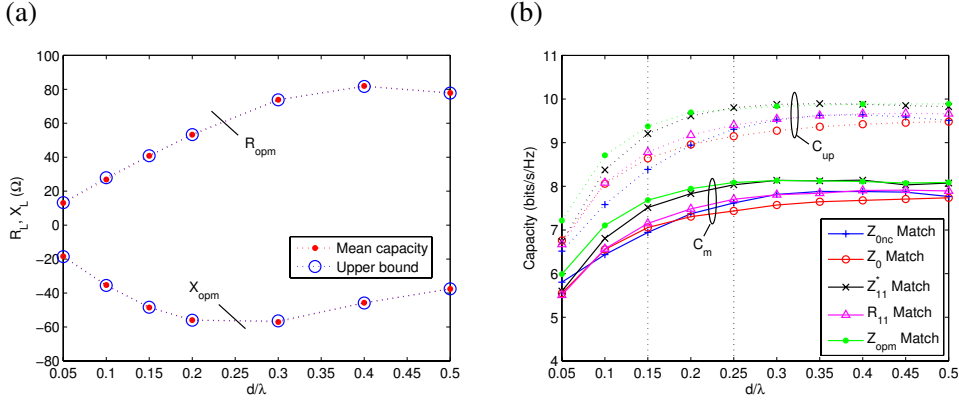 (a)
100
80
60
40
20
0
−20
−40
−60
−80
0.05 0.1 0.15 0.2 0.25 0.3 0.35 0.4 0.45 0.5
d/λ
R_L, X_L (Ω)
R_opm
X_opm
Mean capacity
Upper bound
(b)
12
11
10
9
8
7
6
5
4
0.05 0.1 0.15 0.2 0.25 0.3 0.35 0.4 0.45 0.5
d/λ
Capacity (bits/s/Hz)
C_up
C_m
Z_0nc Match
Z_0 Match
Z*_11 Match
R_11 Match
Z_opm Match